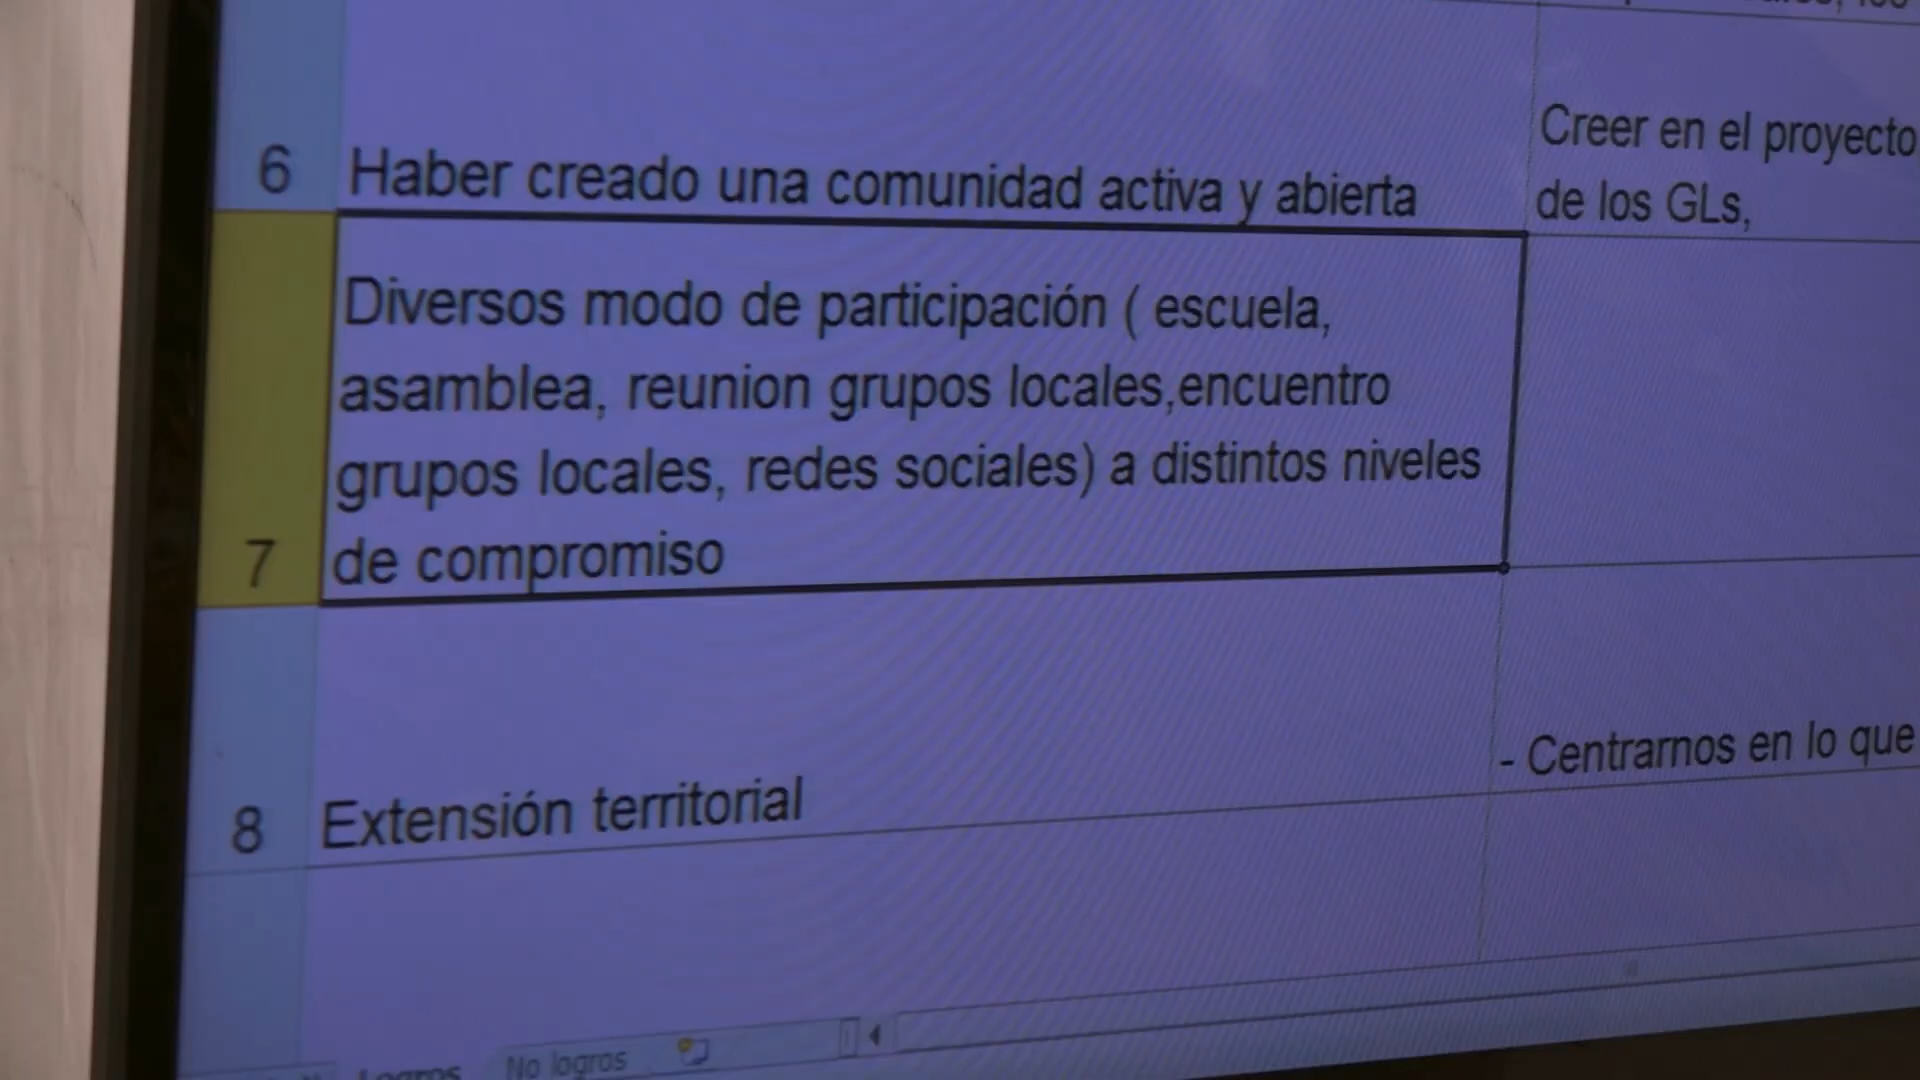 6 Haber creado una comunidad activa y abierta
Creer en el proyecto
de los GLs,
Diversos modo de participación ( escuela,
asamblea, reunion grupos locales,encuentro
grupos locales, redes sociales) a distintos niveles
7 de compromiso
8 Extensión territorial
- Centrarnos en lo que
Logros
No logros